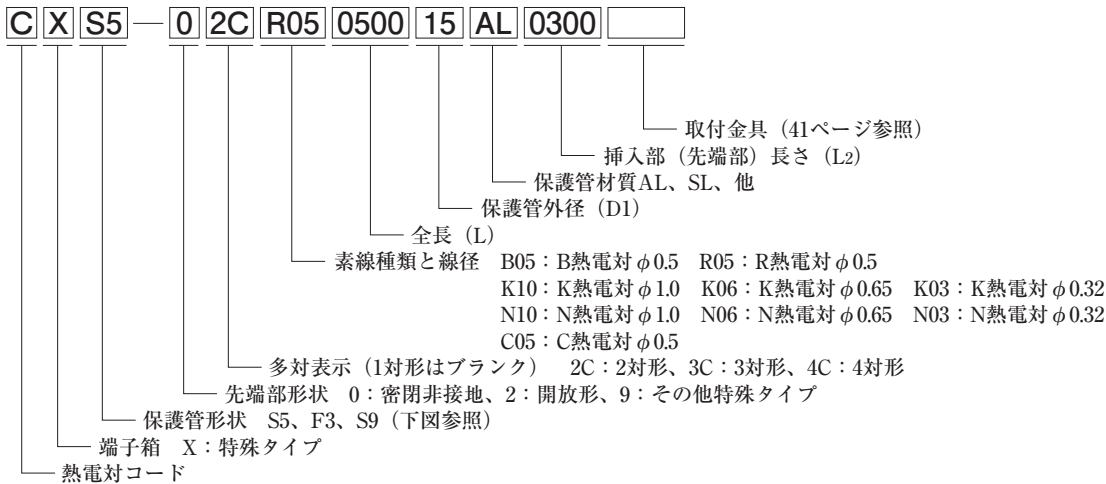 C X S5 — 0 2C R05 0500 15 AL 0300
取付金具（41ページ参照）
挿入部（先端部）長さ（L2）
保護管材質AL、SL、他
保護管外径（D1）
全長（L）
素線種類と線径 B05：B熱電対φ0.5 R05：R熱電対φ0.5
K10：K熱電対φ1.0 K06：K熱電対φ0.65 K03：K熱電対φ0.32
N10：N熱電対φ1.0 N06：N熱電対φ0.65 N03：N熱電対φ0.32
C05：C熱電対φ0.5
多対表示（1対形はブランク） 2C：2対形、3C：3対形、4C：4対形
先端部形状 0：密閉非接地、2：開放形、9：その他特殊タイプ
保護管形状 S5、F3、S9（下図参照）
端子箱 X：特殊タイプ
熱電対コード